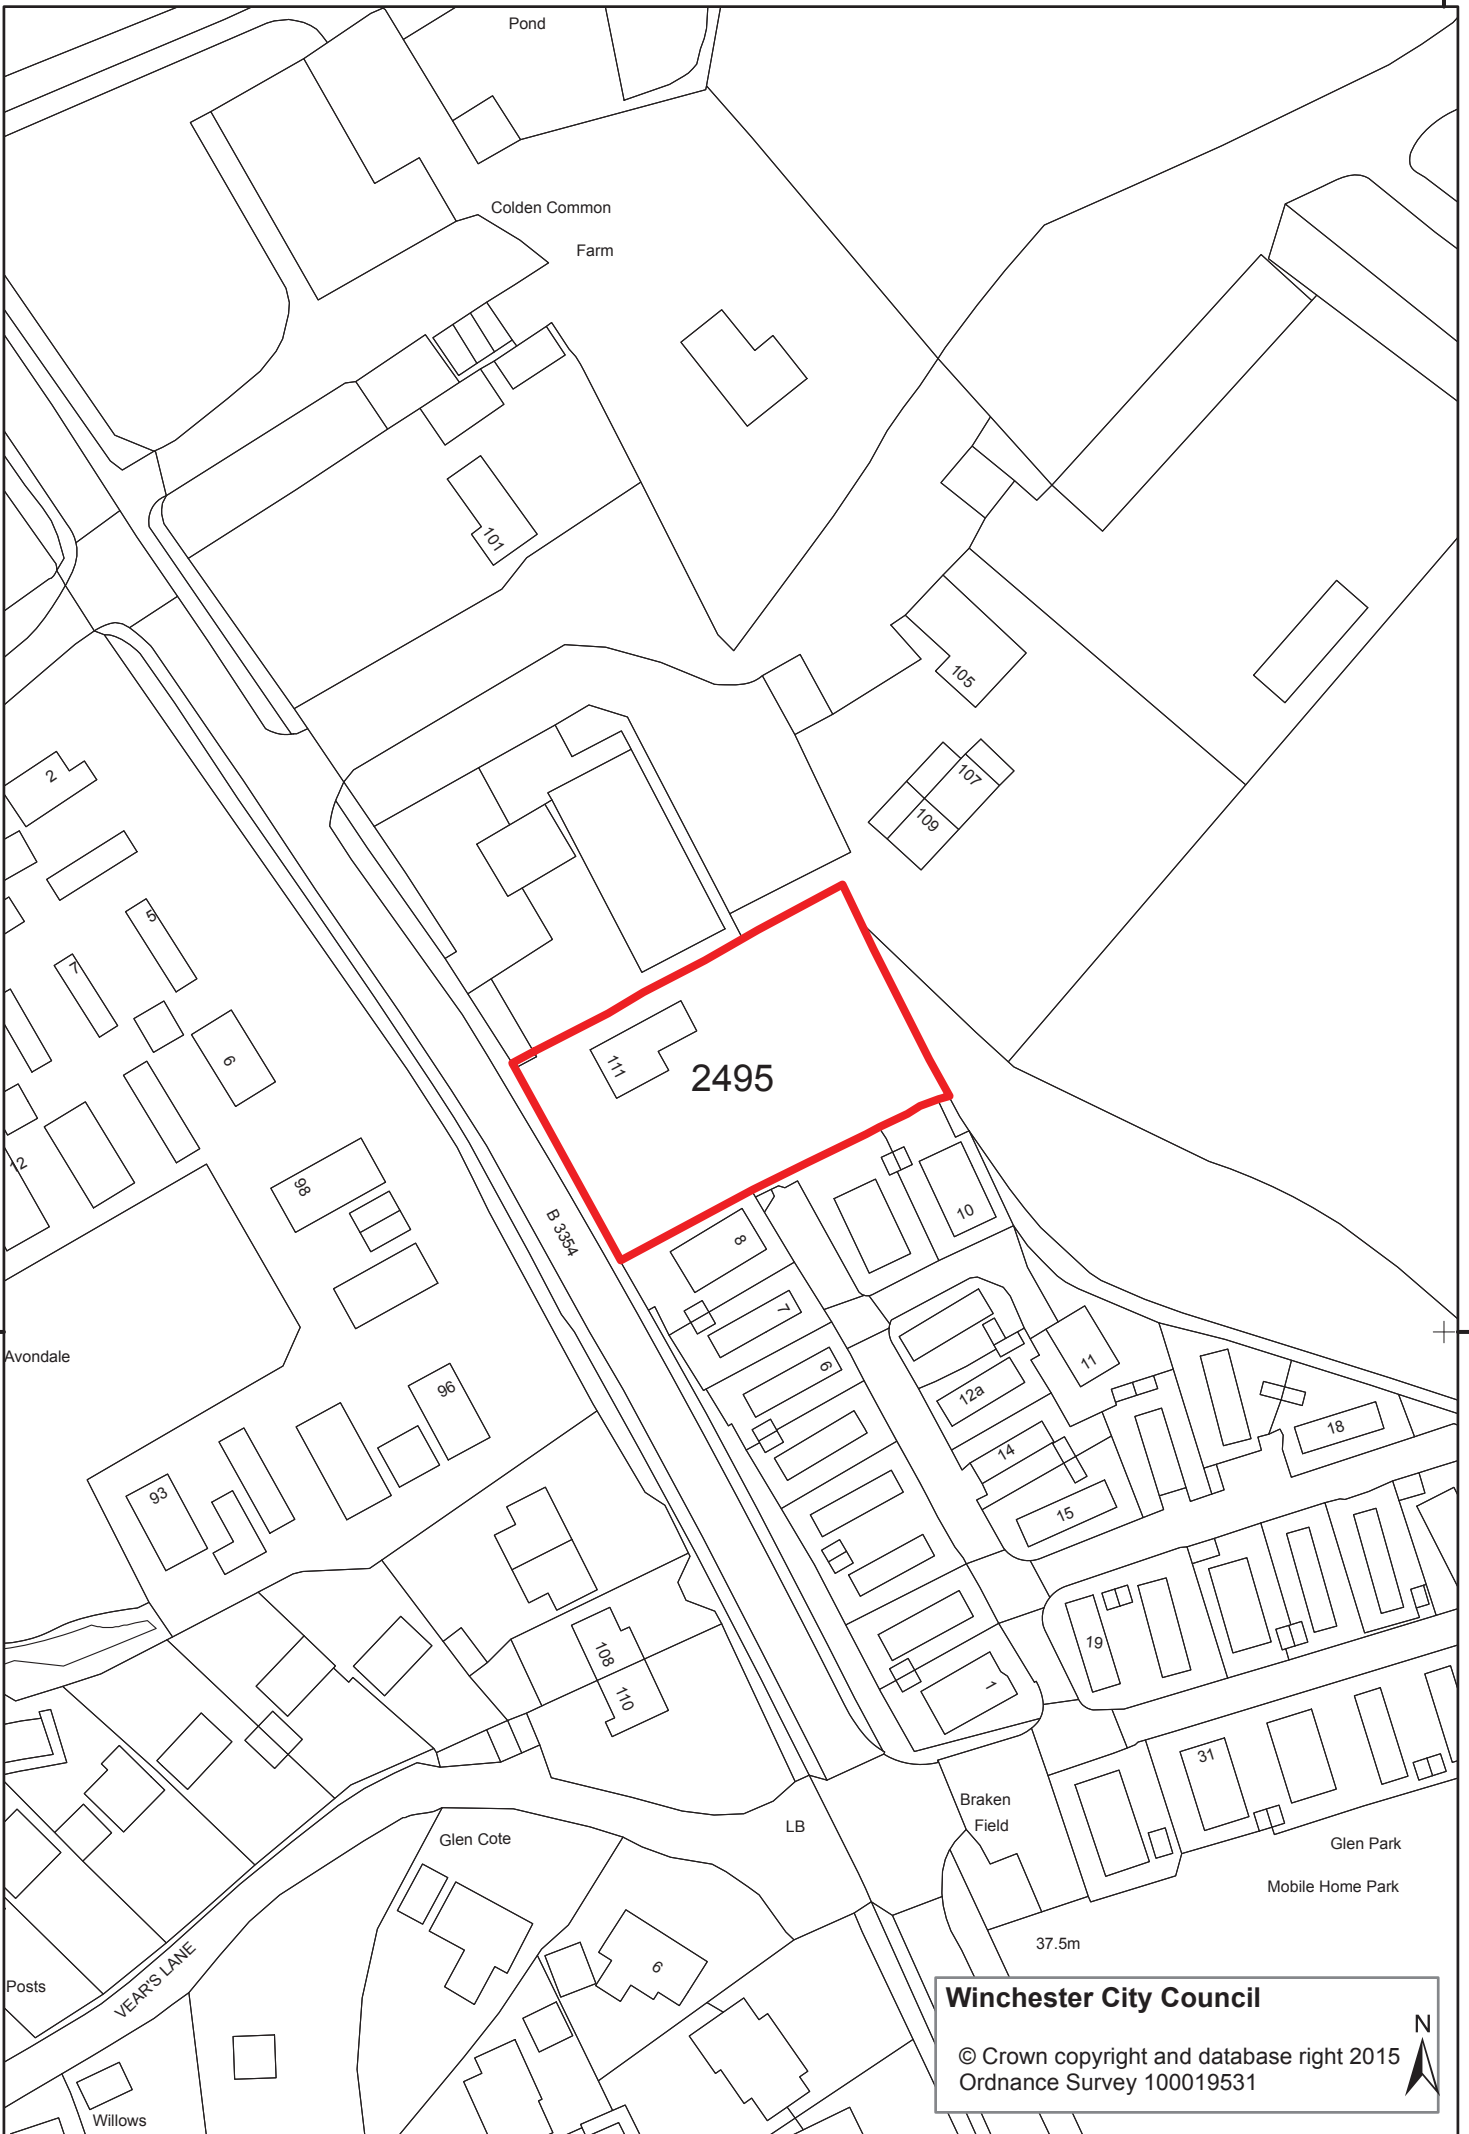 Pond
Colden Common
Farm
101
105
107
109
2
5
7
6
12
111
2495
98
B 3354
8
10
7
6
11
12a
14
15
18
Avondale
96
93
108
110
19
1
31
Braken
Field
LB
Glen Cote
Glen Park
Mobile Home Park
37.5m
6
VEAR'S LANE
Posts
Willows
Winchester City Council
N
© Crown copyright and database right 2015
Ordnance Survey 100019531